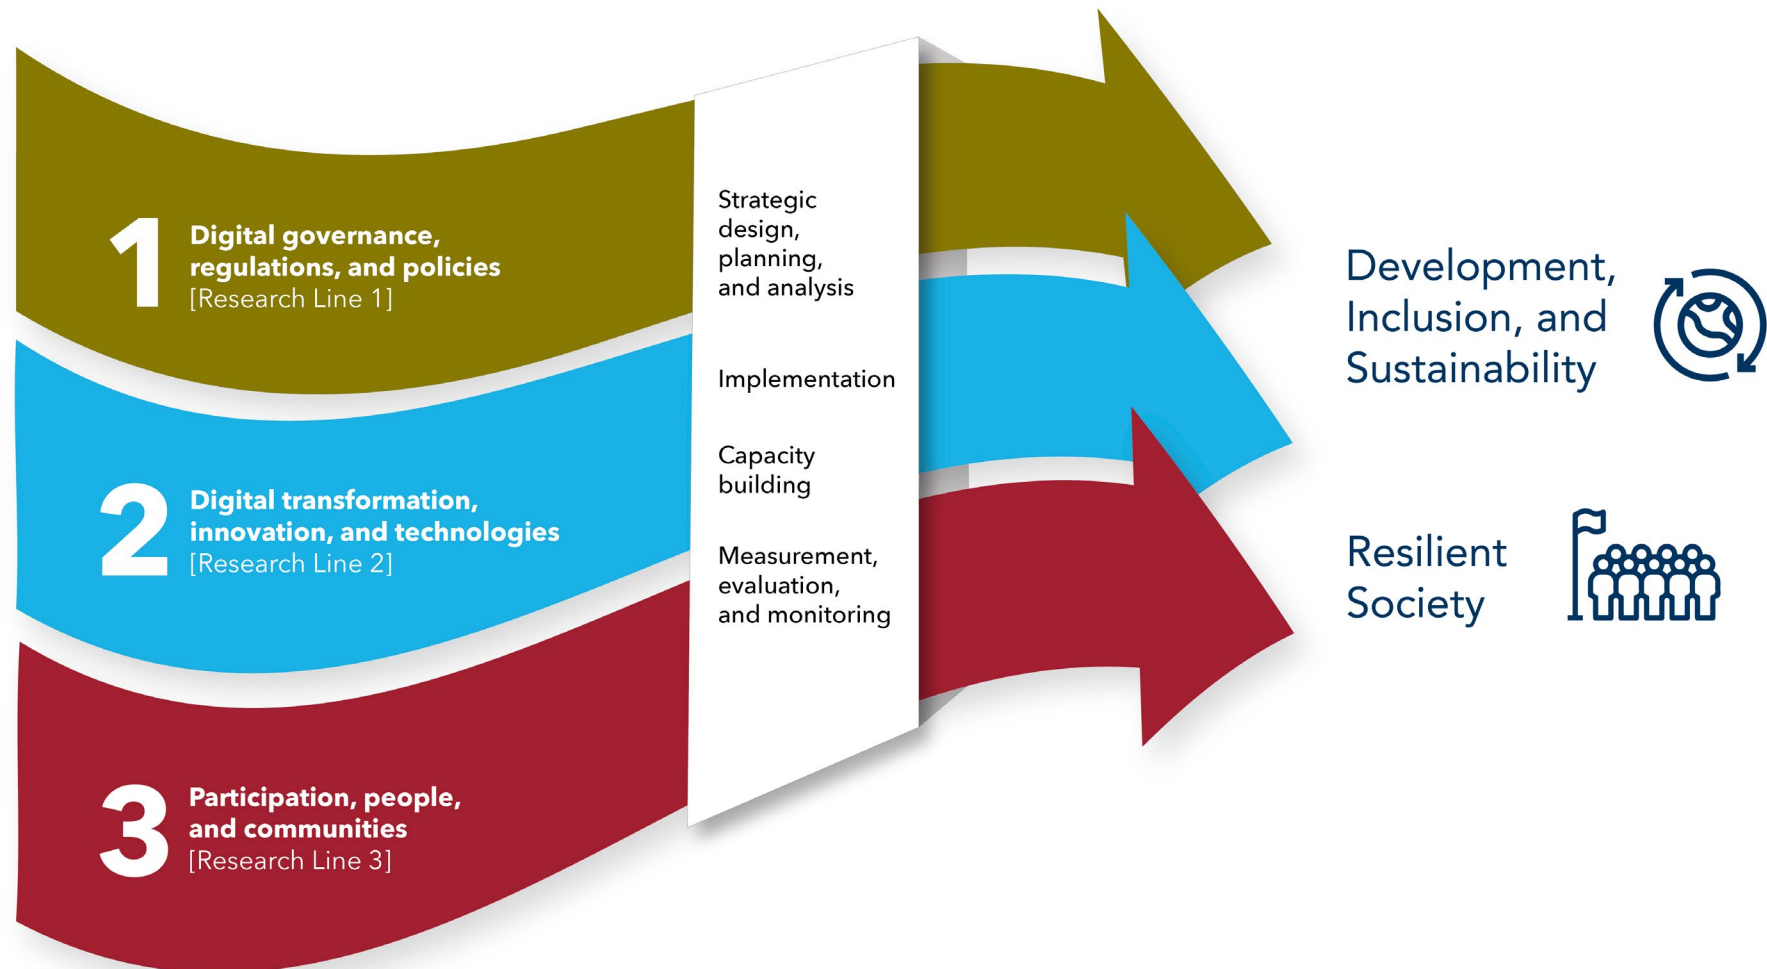 1
Digital governance,
regulations, and policies
[Research Line 1]
2
Digital transformation,
innovation, and technologies
[Research Line 2]
3
Participation, people,
and communities
[Research Line 3]
Strategic
design,
planning,
and analysis
Implementation
Capacity
building
Measurement,
evaluation,
and monitoring
Development,
Inclusion, and
Sustainability
Resilient
Society